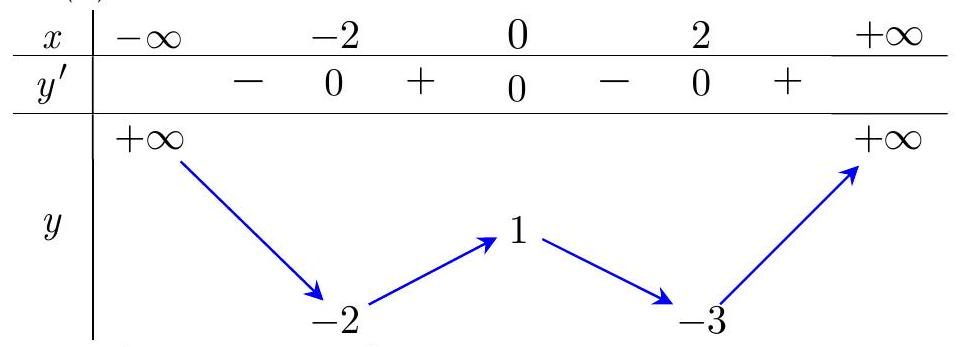 x −∞ −2 0 2 +∞
y′ − 0 + 0 − 0 +
+∞ +∞
y 1
−2 −3